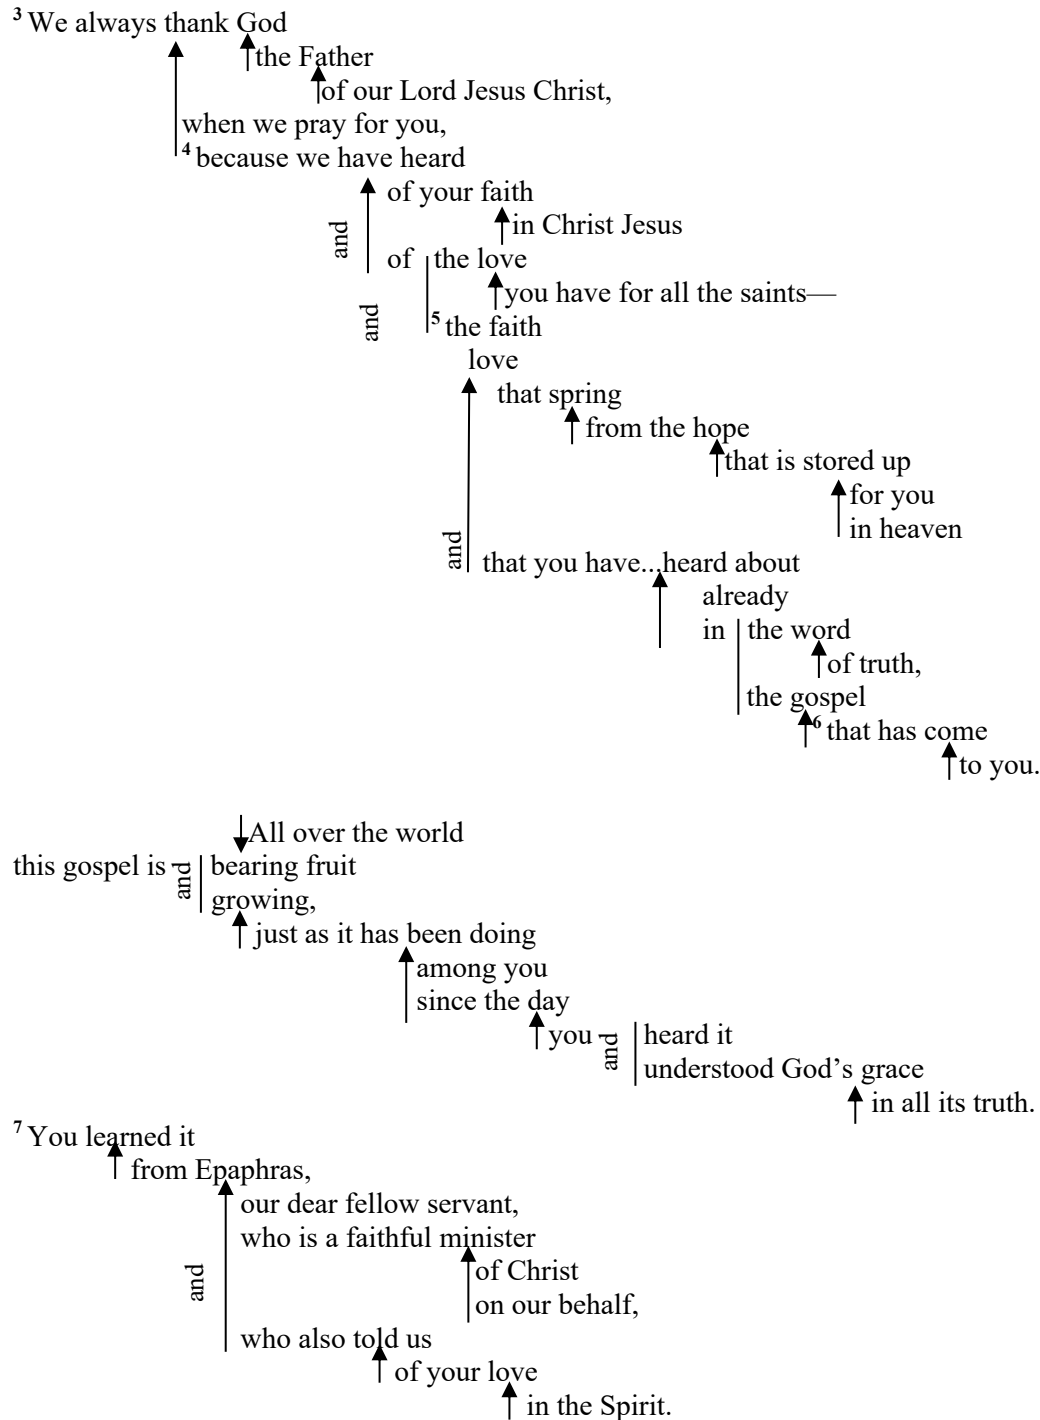 3 We always thank God
the Father
of our Lord Jesus Christ,
when we pray for you,
4 because we have heard
of your faith
and
in Christ Jesus
of the love
you have for all the saints—
and
5 the faith
love
that spring
from the hope
that is stored up
for you
in heaven
and
that you have...heard about
already
in the word
of truth,
the gospel
6 that has come
to you.
All over the world
this gospel is and bearing fruit
growing,
just as it has been doing
among you
since the day
you and heard it
understood God’s grace
in all its truth.
7 You learned it
from Epaphras,
our dear fellow servant,
who is a faithful minister
and
of Christ
on our behalf,
who also told us
of your love
in the Spirit.